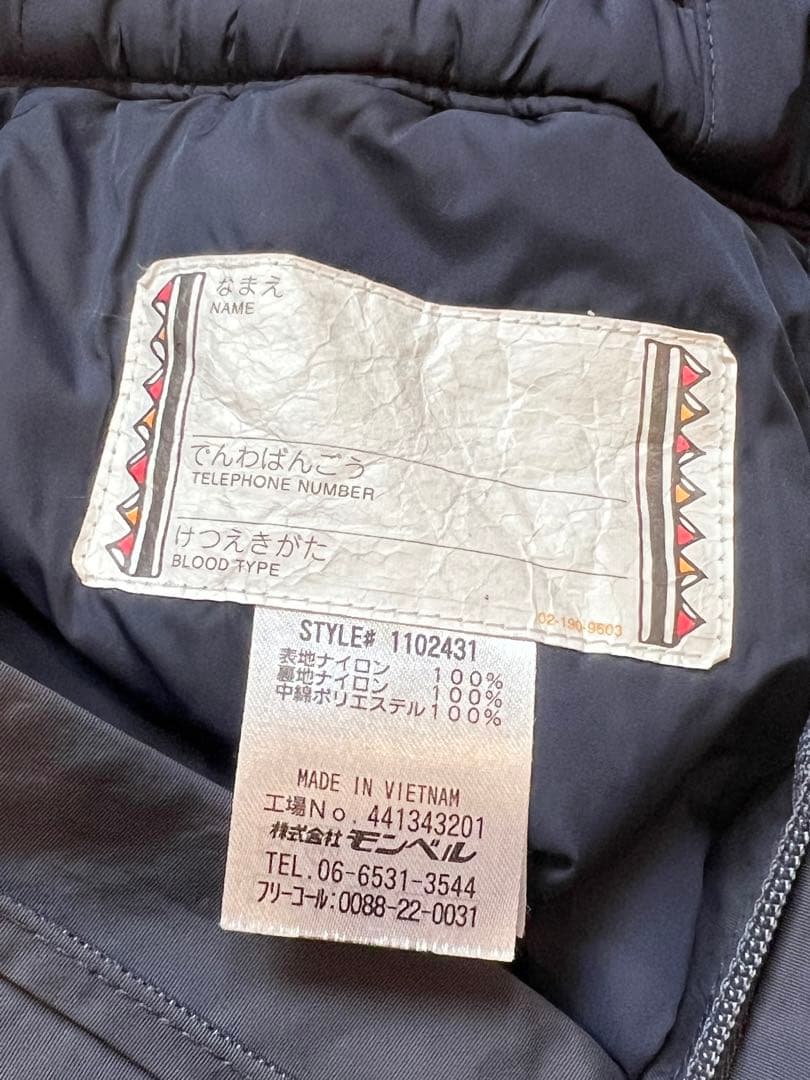 なまえ
NAME
でんわばんごう
TELEPHONE NUMBER
けつえきがた
BLOOD TYPE
02-190-9503
STYLE# 1102431
表地ナイロン 100%
裏地ナイロン 100%
中綿ポリエステル100%
MADE IN VIETNAM
工場No. 441343201
株式会社 モンベル
TEL. 06-6531-3544
フリーコール:0088-22-0031